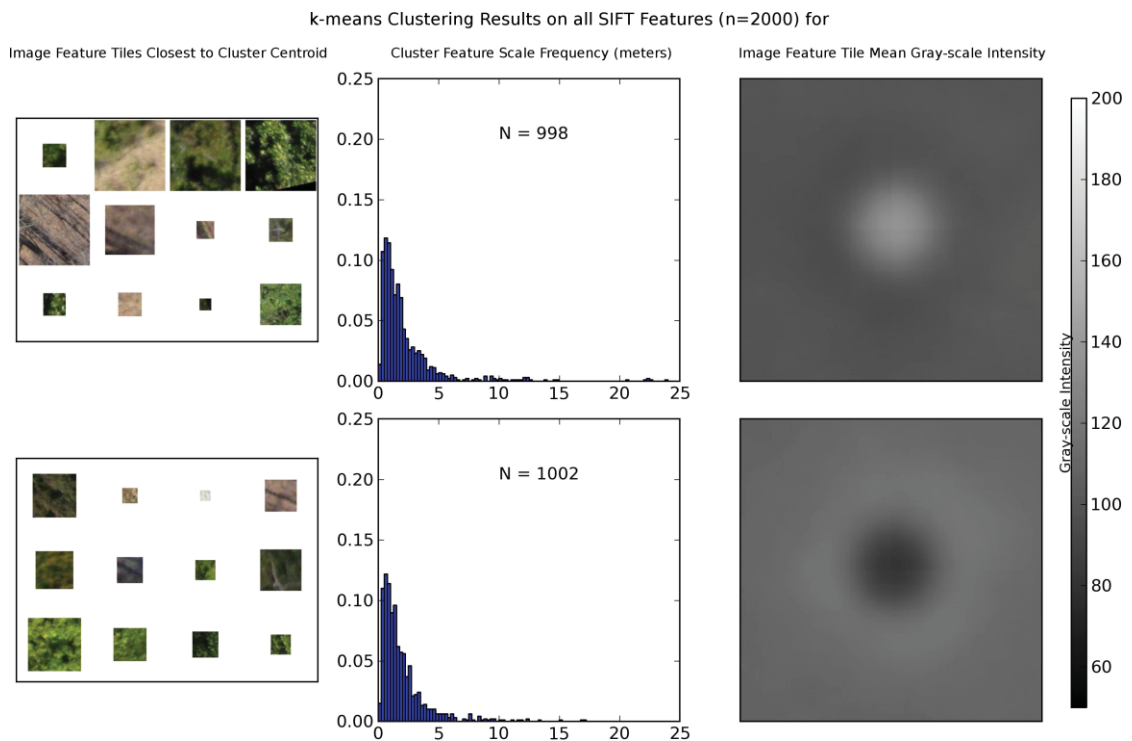 k-means Clustering Results on all SIFT Features (n=2000) for
Image Feature Tiles Closest to Cluster Centroid
Cluster Feature Scale Frequency (meters)
Image Feature Tile Mean Gray-scale Intensity
0.25
0.20
0.15
0.10
0.05
0.00
N = 998
0 5 10 15 20 25
0.25
0.20
0.15
0.10
0.05
0.00
N = 1002
0 5 10 15 20 25
200
180
160
140
120
100
80
60
Gray-scale Intensity